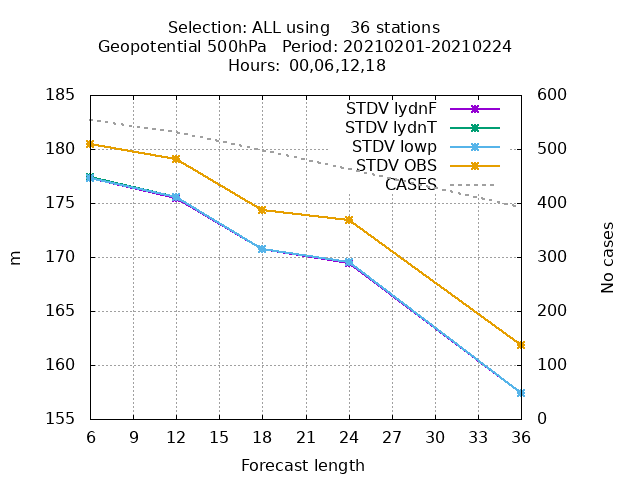 Selection: ALL using    36 stations
Geopotential 500hPa   Period: 20210201-20210224
Hours: 00,06,12,18
185
180
175
170
165
160
155
m
600
500
400
300
200
100
0
No cases
STDV lydnF
STDV lydnT
STDV lowp
STDV OBS
CASES
6 9 12 15 18 21 24 27 30 33 36
Forecast length